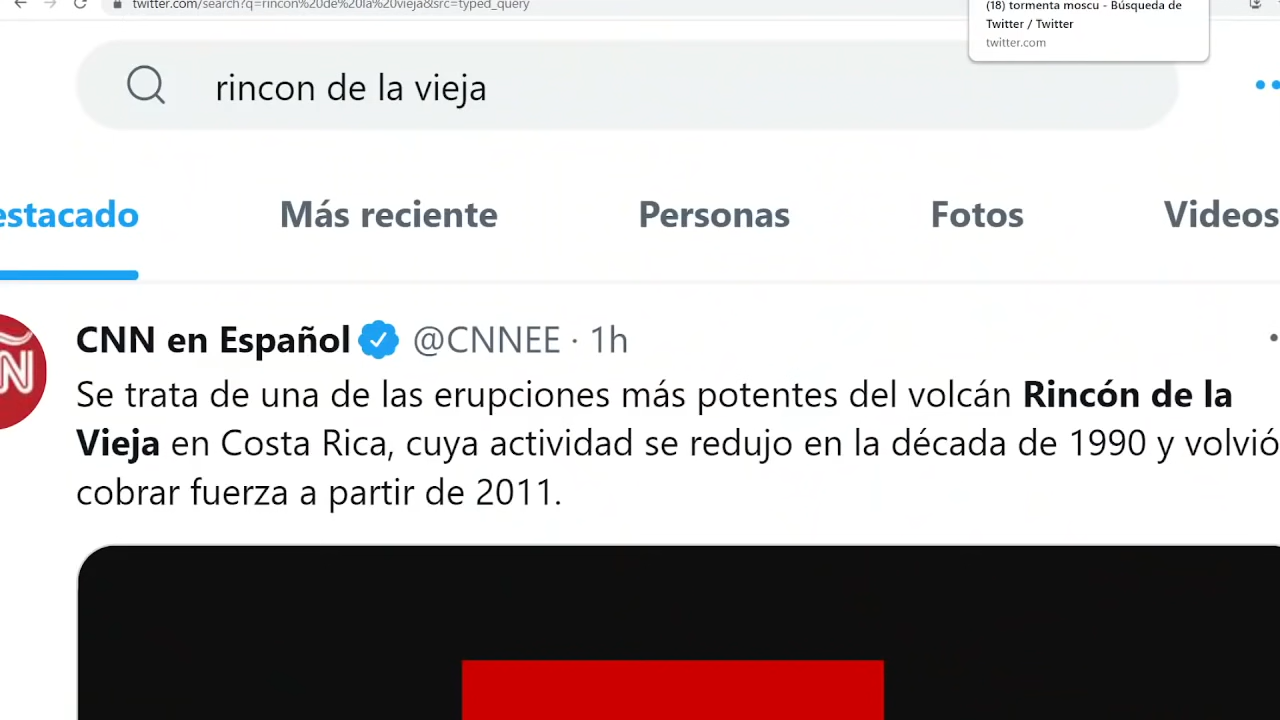 twitter.com/search?q=rincon%20de%20la%20vieja&src=typed_query
(18) tormenta moscu - Búsqueda de
Twitter / Twitter
twitter.com
rincon de la vieja
estacado
Más reciente
Personas
Fotos
Videos
CNN en Español @CNNEE · 1h
Se trata de una de las erupciones más potentes del volcán Rincón de la
Vieja en Costa Rica, cuya actividad se redujo en la década de 1990 y volvió
cobrar fuerza a partir de 2011.